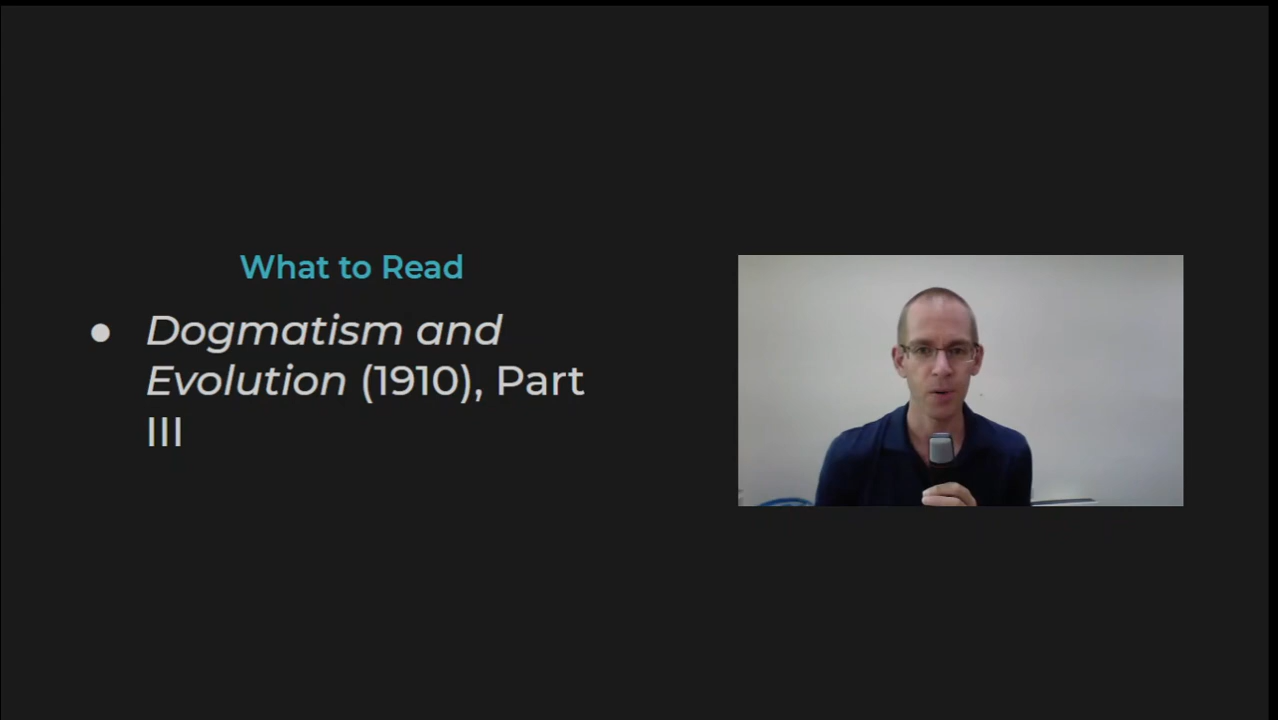 What to Read
● Dogmatism and
Evolution (1910), Part
III